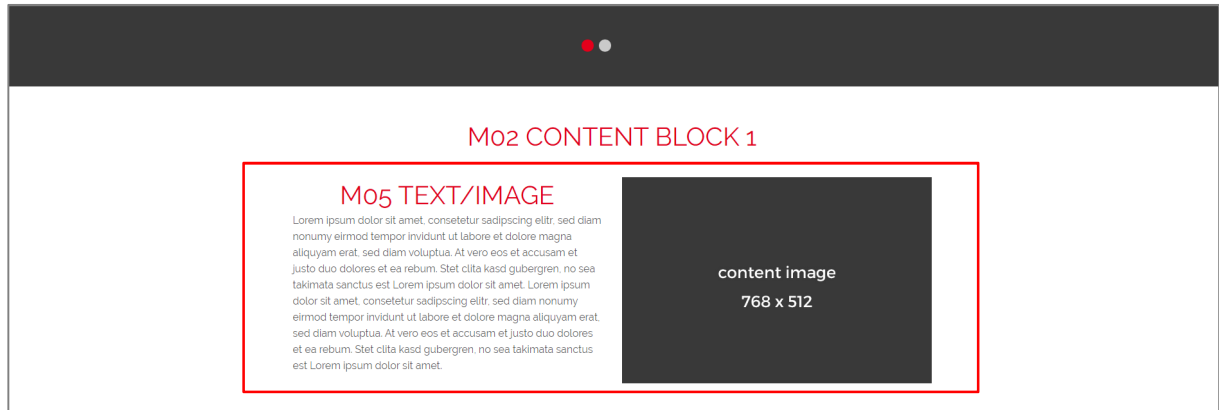 M02 CONTENT BLOCK 1
M05 TEXT/IMAGE
Lorem ipsum dolor sit amet, consetetur sadipscing elitr, sed diam
nonumy eirmod tempor invidunt ut labore et dolore magna
aliquyam erat, sed diam voluptua. At vero eos et accusam et
justo duo dolores et ea rebum. Stet clita kasd gubergren, no sea
takimata sanctus est Lorem ipsum dolor sit amet. Lorem ipsum
dolor sit amet, consetetur sadipscing elitr, sed diam nonumy
eirmod tempor invidunt ut labore et dolore magna aliquyam erat,
sed diam voluptua. At vero eos et accusam et justo duo dolores
et ea rebum. Stet clita kasd gubergren, no sea takimata sanctus
est Lorem ipsum dolor sit amet.
content image
768 x 512